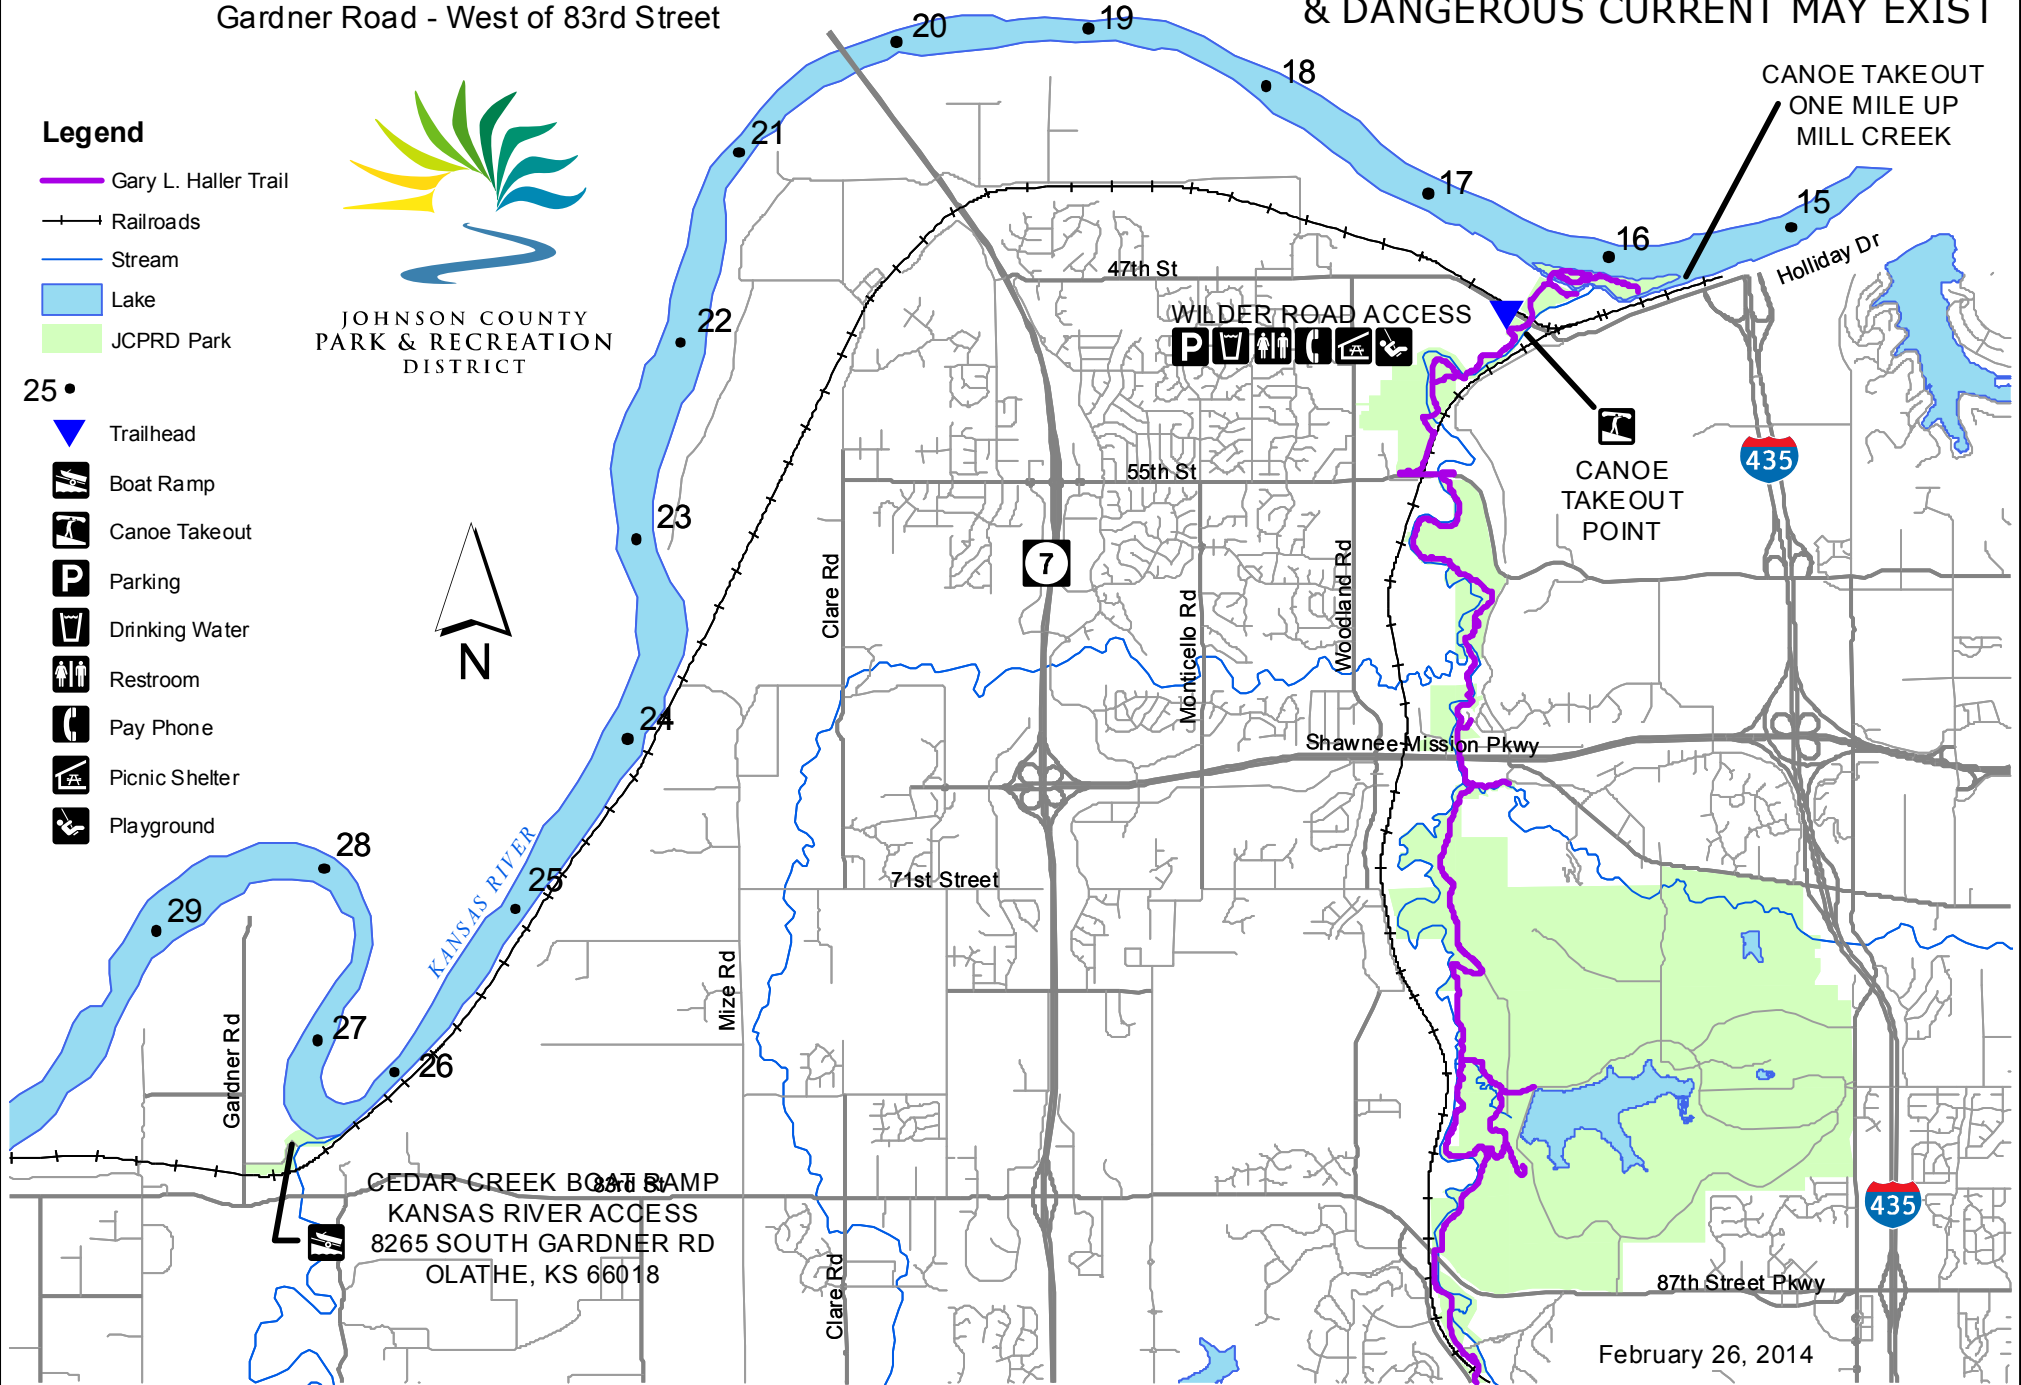 Gardner Road - West of 83rd Street
& DANGEROUS CURRENT MAY EXIST
20
19
18
17
16
15
21
22
23
24
25
26
27
28
29
CANOE TAKEOUT
ONE MILE UP
MILL CREEK
Legend
Gary L. Haller Trail
Railroads
Stream
Lake
JCPRD Park
25
Trailhead
Boat Ramp
Canoe Takeout
P
Parking
Drinking Water
Restroom
Pay Phone
Picnic Shelter
Playground
JOHNSON COUNTY
PARK & RECREATION
DISTRICT
N
KANSAS RIVER
Holliday Dr
47th St
WILDER ROAD ACCESS
P
CANOE
TAKEOUT
POINT
435
55th St
7
Clare Rd
Monticello Rd
Woodland Rd
Shawnee Mission Pkwy
71st Street
Mize Rd
Gardner Rd
83rd St
CEDAR CREEK BOAT RAMP
KANSAS RIVER ACCESS
8265 SOUTH GARDNER RD
OLATHE, KS 66018
Clare Rd
435
87th Street Pkwy
February 26, 2014